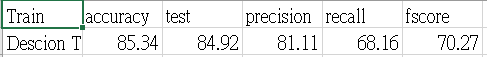 Train accuracy test precision recall fscore
Descion T 85.34 84.92 81.11 68.16 70.27